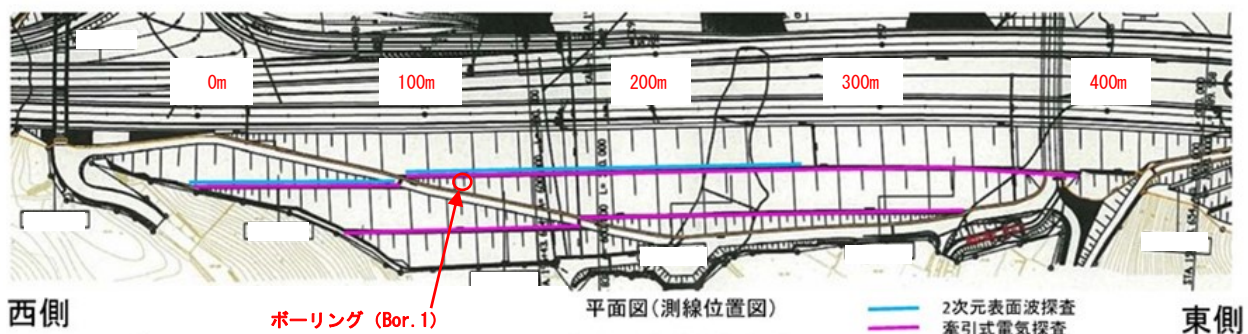 0m 100m 200m 300m 400m
西側
ボーリング (Bor.1)
平面図(測線位置図)
2次元表面波探査
牽引式電気探査
東側